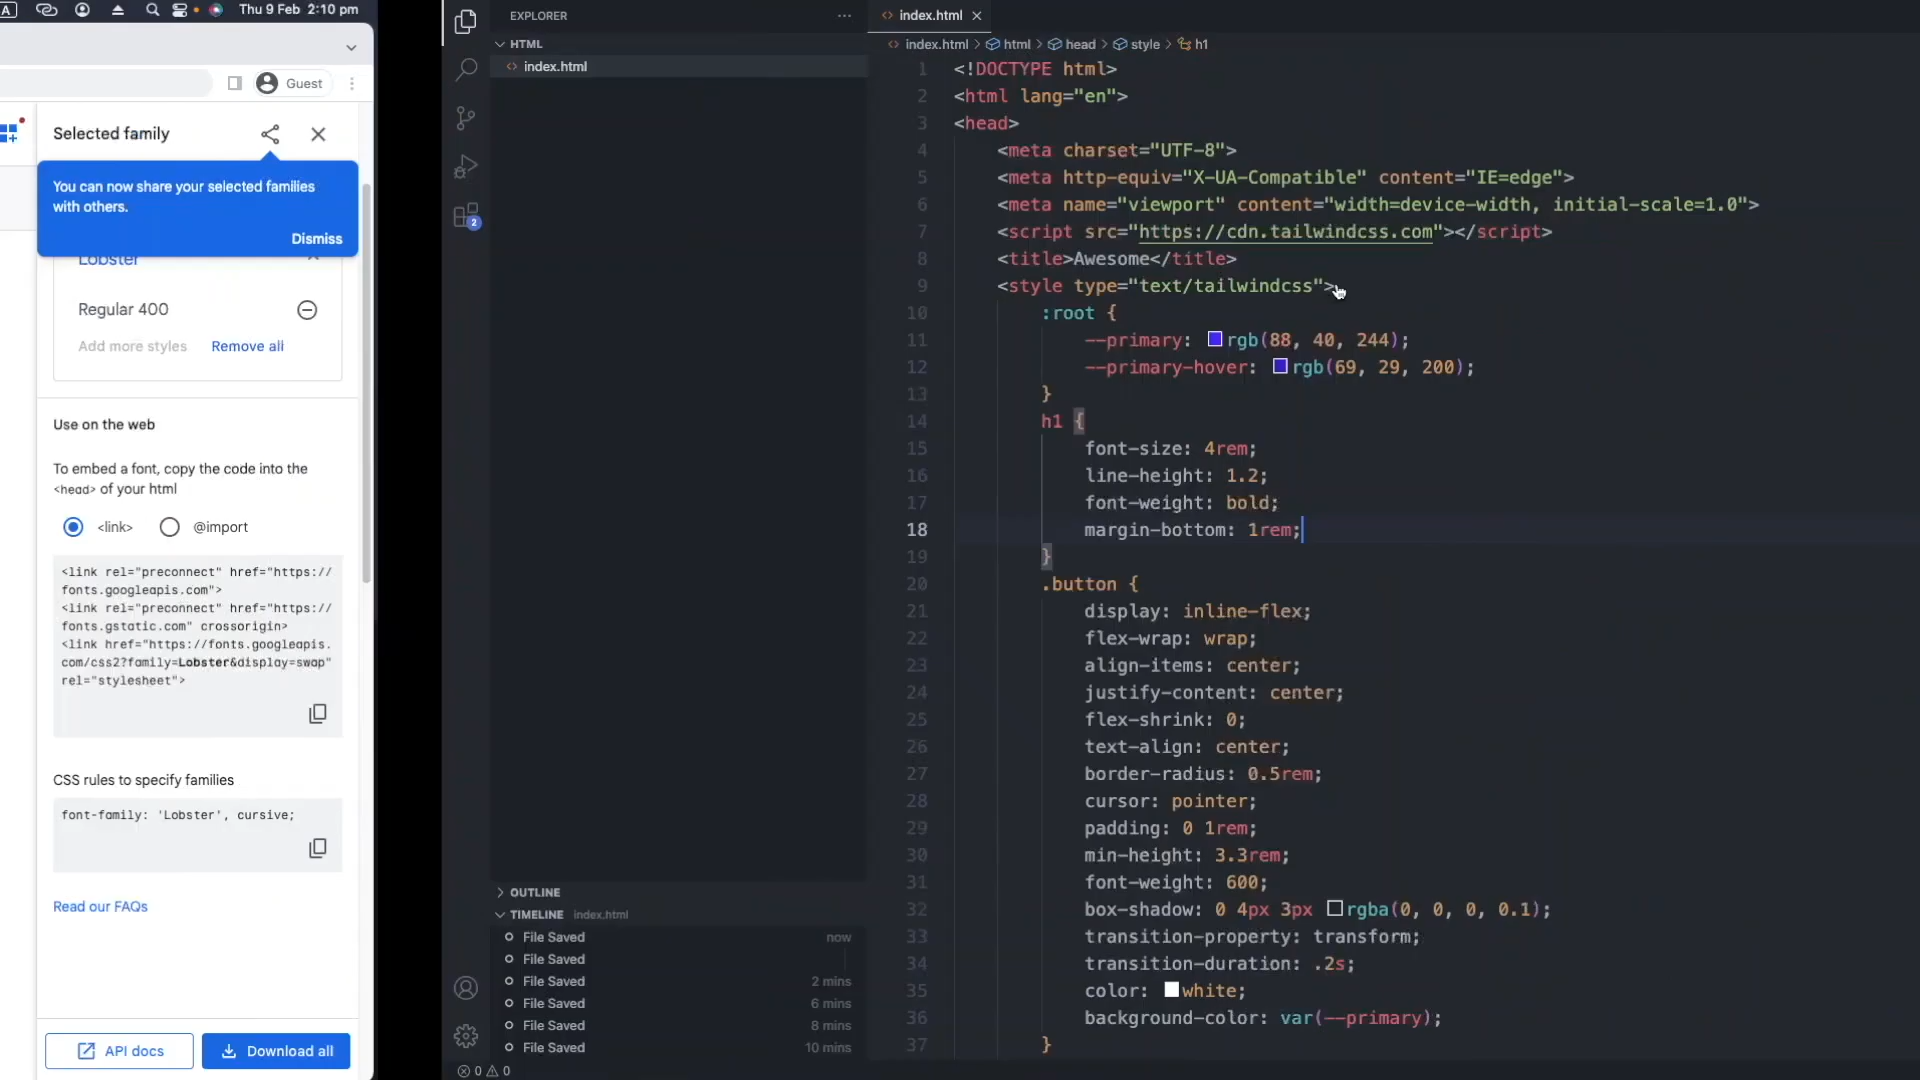 A
Thu 9 Feb 2:10 pm
Guest
Selected family
You can now share your selected families
with others.
Dismiss
Lobster
Regular 400
Add more styles
Remove all
Use on the web
To embed a font, copy the code into the
<head> of your html
<link>
@import
<link rel="preconnect" href="https://
fonts.googleapis.com">
<link rel="preconnect" href="https://
fonts.gstatic.com" crossorigin>
<link href="https://fonts.googleapis.
com/css2?family=Lobster&display=swap"
rel="stylesheet">
CSS rules to specify families
font-family: 'Lobster', cursive;
Read our FAQs
API docs
Download all
EXPLORER
HTML
index.html
2
OUTLINE
TIMELINE index.html
File Saved now
File Saved
File Saved 2 mins
File Saved 6 mins
File Saved 8 mins
File Saved 10 mins
0 0
index.html
index.html > html > head > style > h1
1 <!DOCTYPE html>
2 <html lang="en">
3 <head>
4 <meta charset="UTF-8">
5 <meta http-equiv="X-UA-Compatible" content="IE=edge">
6 <meta name="viewport" content="width=device-width, initial-scale=1.0">
7 <script src="https://cdn.tailwindcss.com"></script>
8 <title>Awesome</title>
9 <style type="text/tailwindcss">
10 :root {
11 --primary: rgb(88, 40, 244);
12 --primary-hover: rgb(69, 29, 200);
13 }
14 h1 {
15 font-size: 4rem;
16 line-height: 1.2;
17 font-weight: bold;
18 margin-bottom: 1rem;
19 }
20 .button {
21 display: inline-flex;
22 flex-wrap: wrap;
23 align-items: center;
24 justify-content: center;
25 flex-shrink: 0;
26 text-align: center;
27 border-radius: 0.5rem;
28 cursor: pointer;
29 padding: 0 1rem;
30 min-height: 3.3rem;
31 font-weight: 600;
32 box-shadow: 0 4px 3px rgba(0, 0, 0, 0.1);
33 transition-property: transform;
34 transition-duration: .2s;
35 color: white;
36 background-color: var(--primary);
37 }